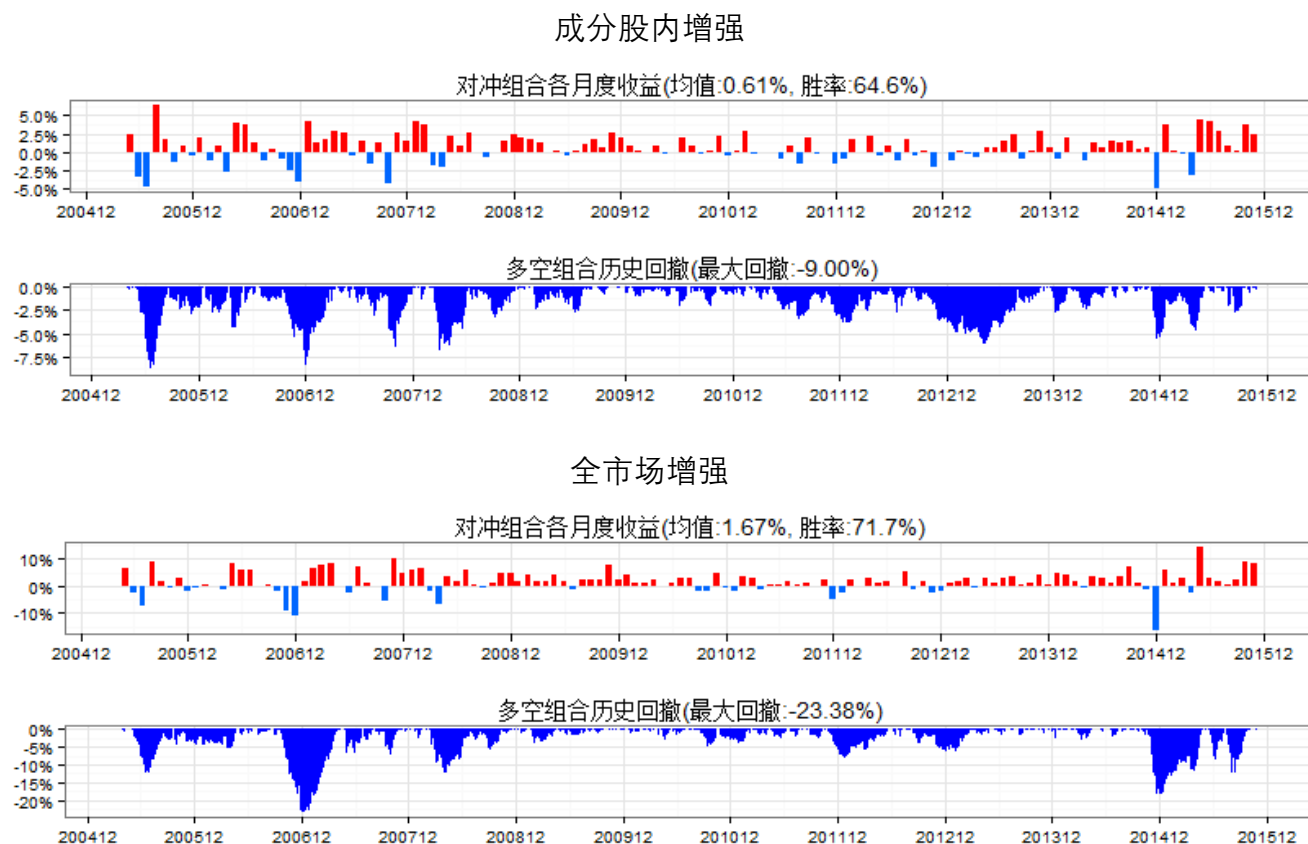 成分股内增强
对冲组合各月度收益(均值:0.61%, 胜率:64.6%)
5.0%
2.5%
0.0%
-2.5%
-5.0%
200412 200512 200612 200712 200812 200912 201012 201112 201212 201312 201412 201512
多空组合历史回撤(最大回撤:-9.00%)
0.0%
-2.5%
-5.0%
-7.5%
200412 200512 200612 200712 200812 200912 201012 201112 201212 201312 201412 201512
全市场增强
对冲组合各月度收益(均值:1.67%, 胜率:71.7%)
10%
0%
-10%
200412 200512 200612 200712 200812 200912 201012 201112 201212 201312 201412 201512
多空组合历史回撤(最大回撤:-23.38%)
0%
-5%
-10%
-15%
-20%
200412 200512 200612 200712 200812 200912 201012 201112 201212 201312 201412 201512